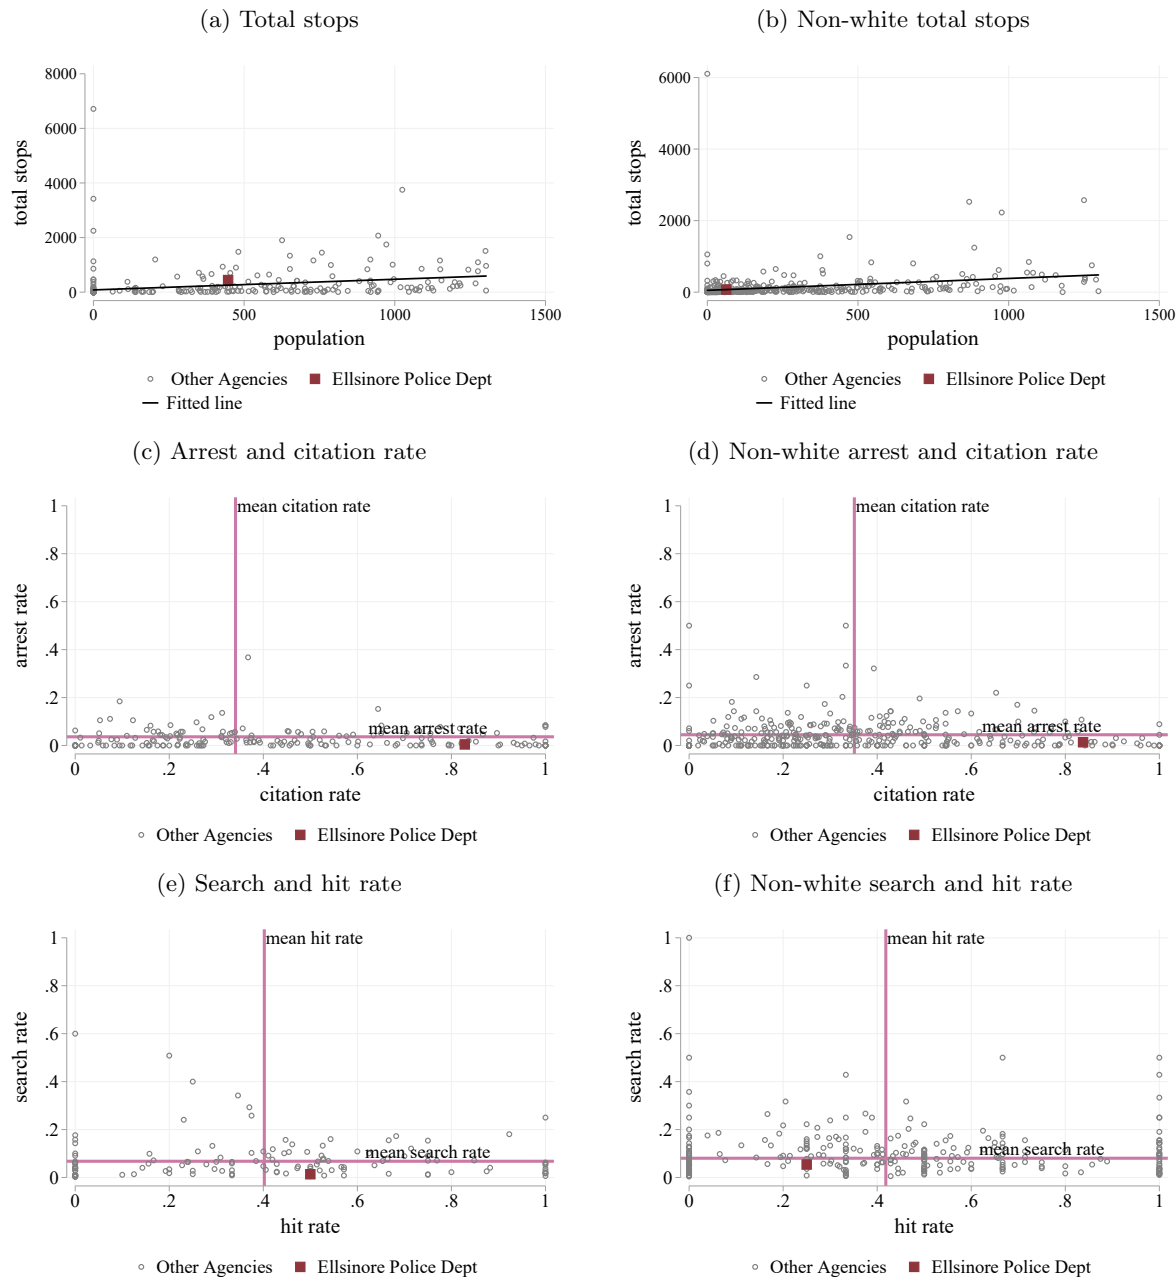 (a) Total stops
(b) Non-white total stops
total stops
8000
6000
4000
2000
0
0 500 1000 1500
population
Other Agencies Ellsinore Police Dept
Fitted line
total stops
6000
4000
2000
0
0 500 1000 1500
population
Other Agencies Ellsinore Police Dept
Fitted line
(c) Arrest and citation rate
(d) Non-white arrest and citation rate
arrest rate
1
.8
.6
.4
.2
0
mean citation rate
mean arrest rate
0 .2 .4 .6 .8 1
citation rate
Other Agencies Ellsinore Police Dept
arrest rate
1
.8
.6
.4
.2
0
mean citation rate
mean arrest rate
0 .2 .4 .6 .8 1
citation rate
Other Agencies Ellsinore Police Dept
(e) Search and hit rate
(f) Non-white search and hit rate
search rate
1
.8
.6
.4
.2
0
mean hit rate
mean search rate
0 .2 .4 .6 .8 1
hit rate
Other Agencies Ellsinore Police Dept
search rate
1
.8
.6
.4
.2
0
mean hit rate
mean search rate
0 .2 .4 .6 .8 1
hit rate
Other Agencies Ellsinore Police Dept